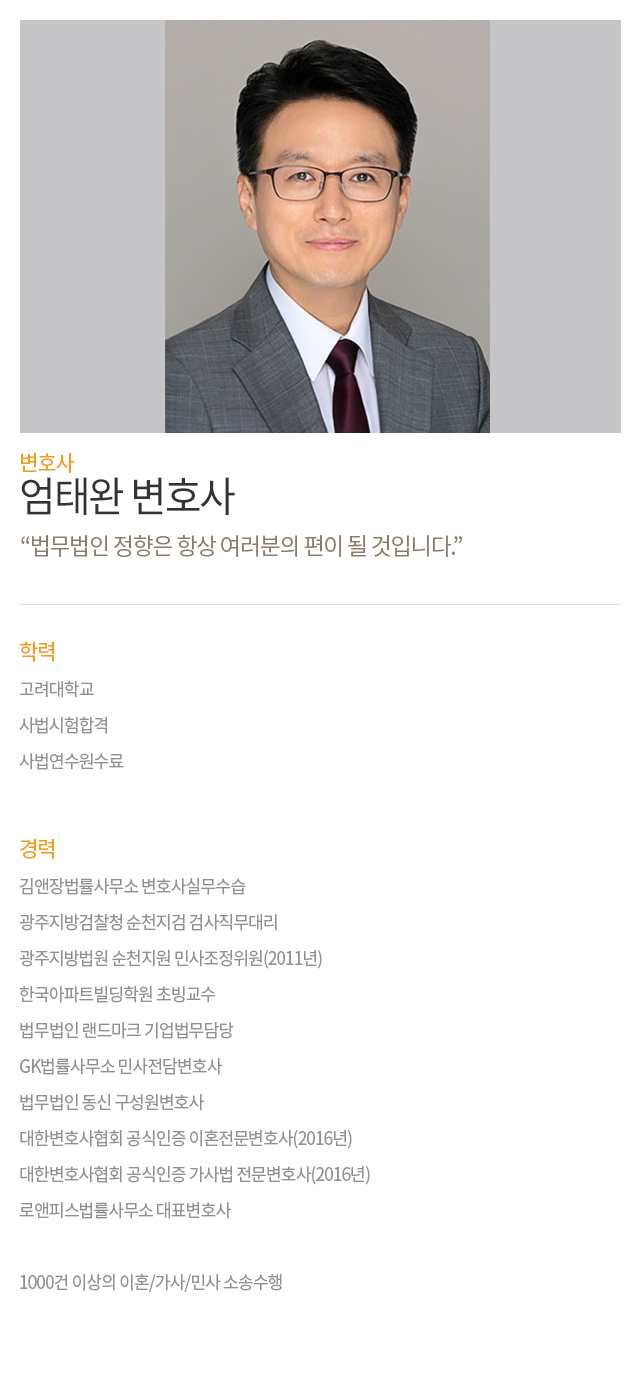 변호사
엄태완 변호사
“법무법인 정향은 항상 여러분의 편이 될 것입니다.”
학력
고려대학교
사법시험합격
사법연수원수료
경력
김앤장법률사무소 변호사실무수습
광주지방검찰청 순천지검 검사직무대리
광주지방법원 순천지원 민사조정위원(2011년)
한국아파트빌딩학원 초빙교수
법무법인 랜드마크 기업법무담당
GK법률사무소 민사전담변호사
법무법인 동신 구성원변호사
대한변호사협회 공식인증 이혼전문변호사(2016년)
대한변호사협회 공식인증 가사법 전문변호사(2016년)
로앤피스법률사무소 대표변호사
1000건 이상의 이혼/가사/민사 소송수행